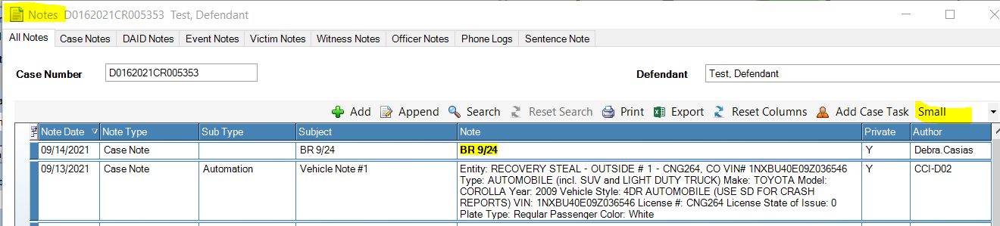 Notes D0162021CR005353 Test, Defendant
All Notes Case Notes DAID Notes Event Notes Victim Notes Witness Notes Officer Notes Phone Logs Sentence Note
Case Number D0162021CR005353 Defendant Test, Defendant
Add Append Search Reset Search Print Export Reset Columns Add Case Task Small
Note Date Note Type Sub Type Subject Note Private Author
09/14/2021 Case Note BR 9/24 BR 9/24 Y Debra.Casias
09/13/2021 Case Note Automation Vehicle Note #1 Entity: RECOVERY STEAL - OUTSIDE # 1 - CNG264, CO VIN# 1NXBU40E09Z036546 Y CCI-D02
Type: AUTOMOBILE (incl. SUV and LIGHT DUTY TRUCK) Make: TOYOTA Model:
COROLLA Year: 2009 Vehicle Style: 4DR AUTOMOBILE (USE SD FOR CRASH
REPORTS) VIN: 1NXBU40E09Z036546 License #: CNG264 License State of Issue: 0
Plate Type: Regular Passenger Color: White